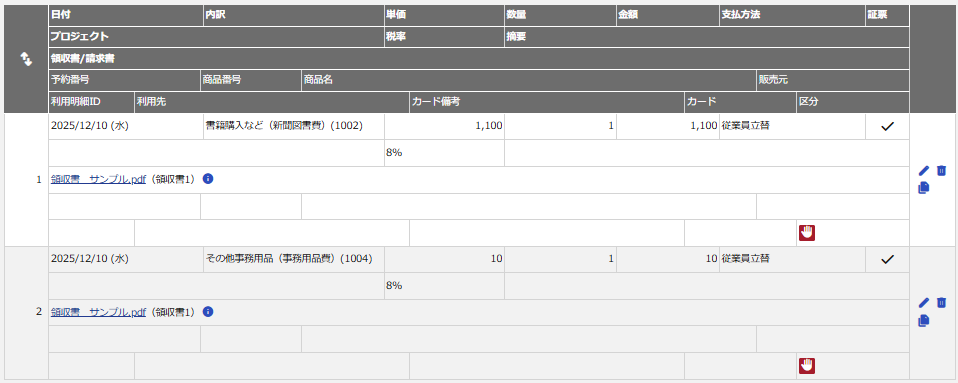 日付 内訳 単価 数量 金額 支払方法 証票
プロジェクト 税率 摘要
領収書/請求書
予約番号 商品番号 商品名 販売元
利用明細ID 利用先 カード備考 カード 区分
2025/12/10 (水) 書籍購入など（新聞図書費）(1002) 1,100 1 1,100 従業員立替
8%
1 領収書　サンプル.pdf（領収書1）
2025/12/10 (水) その他事務用品（事務用品費）(1004) 10 1 10 従業員立替
8%
2 領収書　サンプル.pdf（領収書1）